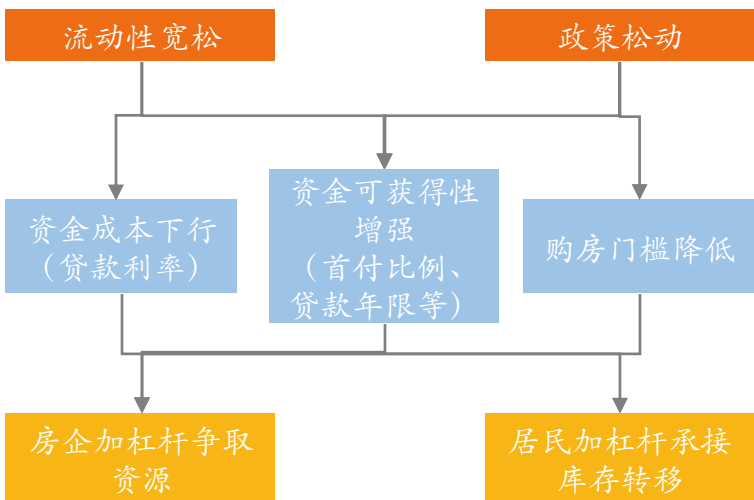 流动性宽松
政策松动
资金成本下行
（贷款利率）
资金可获得性
增强
（首付比例、
贷款年限等）
购房门槛降低
房企加杠杆争取
资源
居民加杠杆承接
库存转移